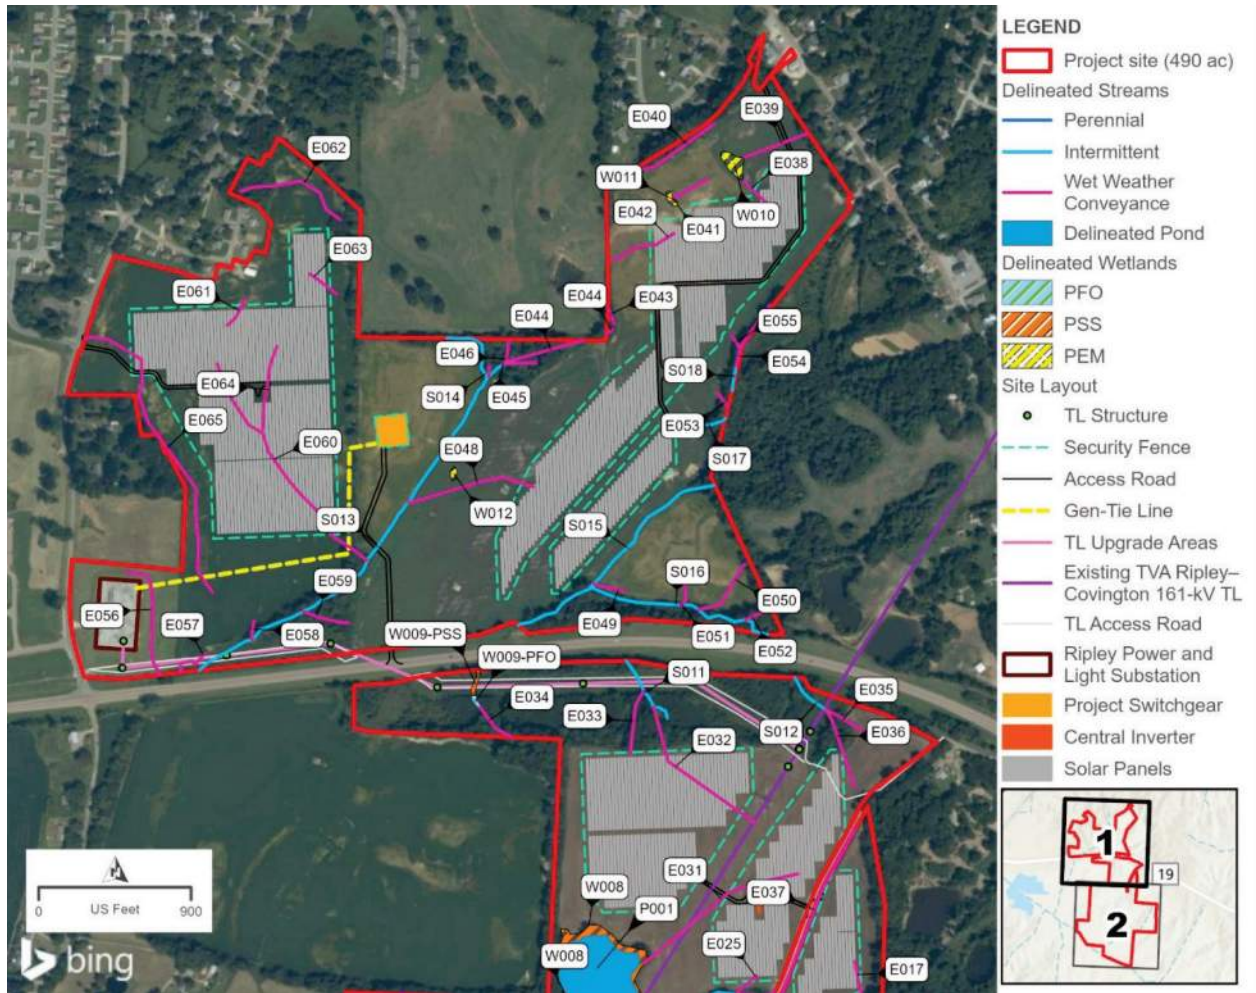 E039
E040
E062
E038
W011
W010
E042
E041
E063
E061
E044
E043
E044
E055
E046
E054
S018
E064
S014
E045
E065
E053
E060
E048
S017
W012
S013
S015
S016
E059
E050
E056
E049
E057
E058
W009-PSS
E051
E052
W009-PFO
S011
E034
E035
E033
S012
E036
E032
E031
E037
W008
P001
W008
E025
E017
0
US Feet
900
bing
LEGEND
Project site (490 ac)
Delineated Streams
Perennial
Intermittent
Wet Weather
Conveyance
Delineated Pond
Delineated Wetlands
PFO
PSS
PEM
Site Layout
TL Structure
Security Fence
Access Road
Gen-Tie Line
TL Upgrade Areas
Existing TVA Ripley–
Covington 161-kV TL
TL Access Road
Ripley Power and
Light Substation
Project Switchgear
Central Inverter
Solar Panels
1
19
2